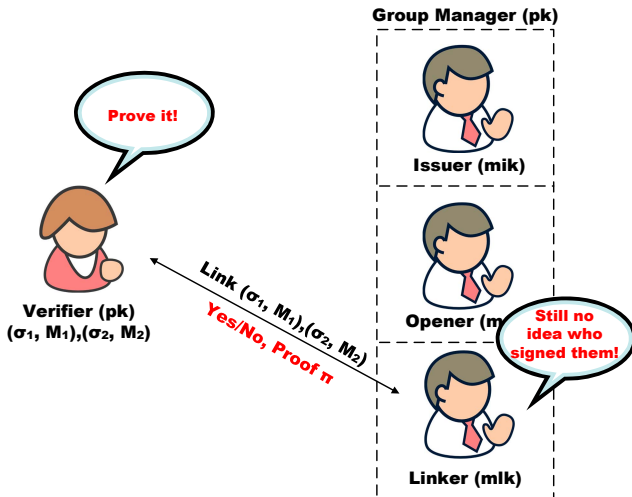 Group Manager (pk)
Prove it!
Issuer (mik)
Verifier (pk)
(σ₁, M₁),(σ₂, M₂)
Link (σ₁, M₁),(σ₂, M₂)
Yes/No, Proof π
Opener (m
Still no
idea who
signed them!
Linker (mlk)